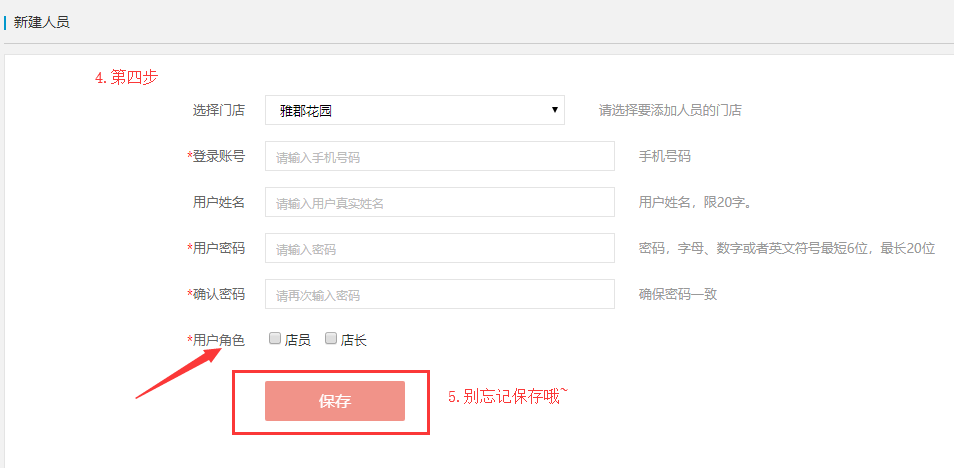 新建人员
4. 第四步
选择门店 雅郡花园 请选择要添加人员的门店
*登录账号 请输入手机号码 手机号码
用户姓名 请输入用户真实姓名 用户姓名，限20字。
*用户密码 请输入密码 密码，字母、数字或者英文符号最短6位，最长20位
*确认密码 请再次输入密码 确保密码一致
*用户角色 店员 店长
保存 5. 别忘记保存哦~